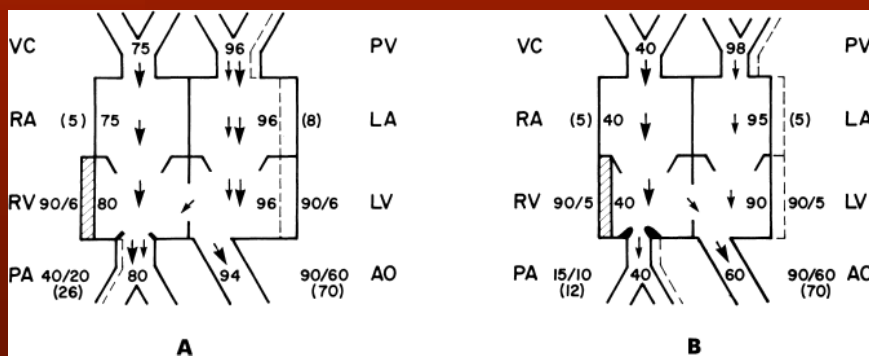 VC 75 96 PV VC 40 98 PV
RA (5) 75 96 (8) LA RA (5) 40 95 (5) LA
RV 90/6 80 96 90/6 LV RV 90/5 40 90 90/5 LV
PA 40/20 80 94 90/60 AO PA 15/10 40 60 90/60 AO
(26) (70) (12) (70)
A B